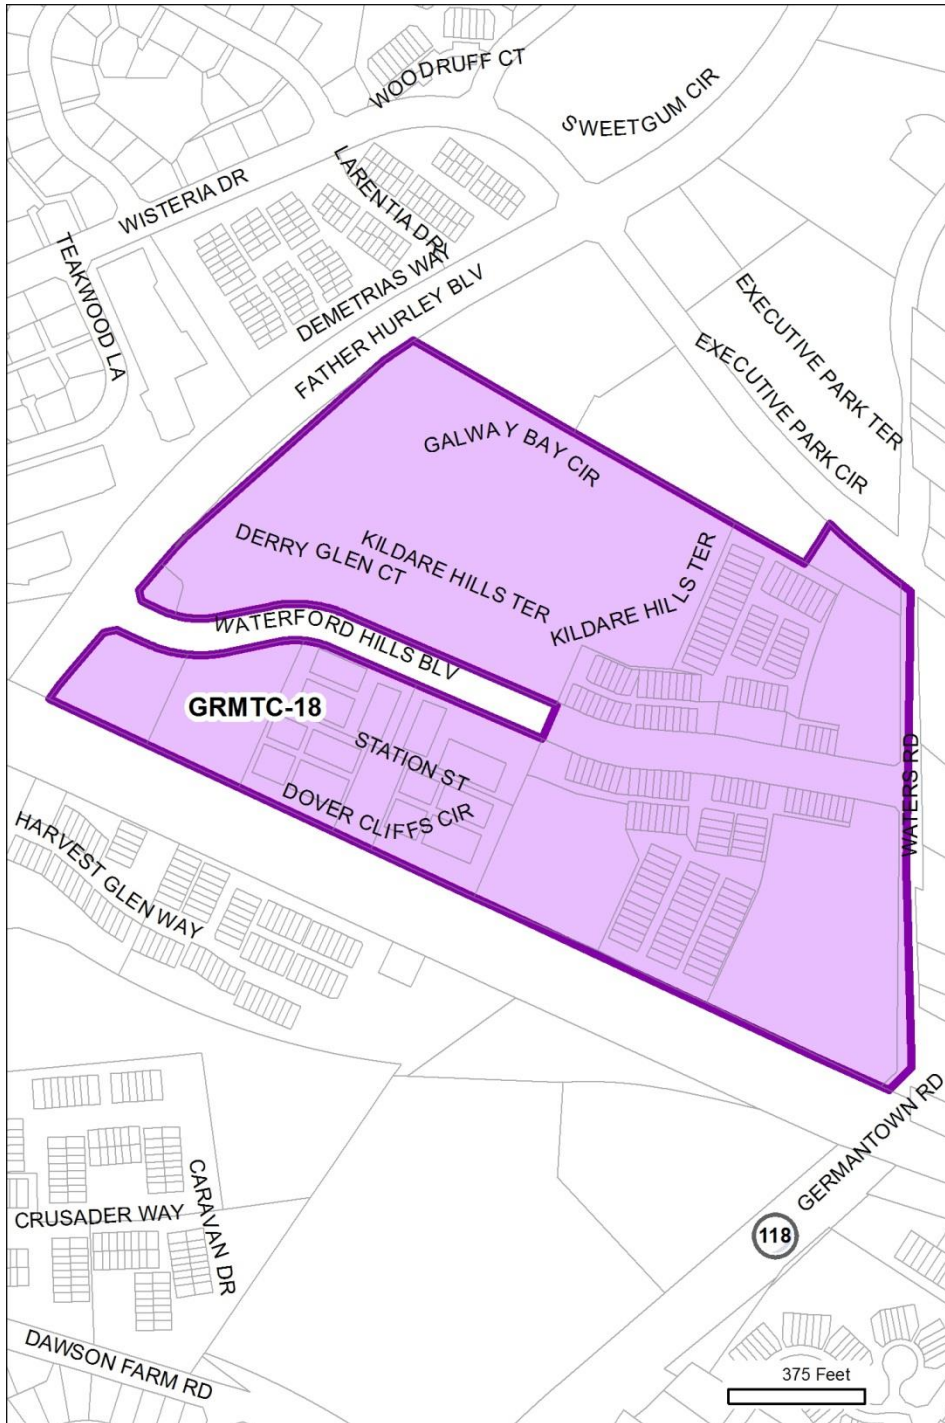 WOODRUFF CT
SWEETGUM CIR
LARENTIA DR
WISTERIA DR
TEAKWOOD LA
DEMETRIAS WAY
FATHER HURLEY BLV
EXECUTIVE PARK TER
EXECUTIVE PARK CIR
GALWAY BAY CIR
DERRY GLEN CT
KILDARE HILLS TER
KILDARE HILLS TER
WATERFORD HILLS BLV
GRMTC-18
STATION ST
DOVER CLIFFS CIR
WATERS RD
HARVEST GLEN WAY
GERMANTOWN RD
118
CARAVAN DR
CRUSADER WAY
DAWSON FARM RD
375 Feet